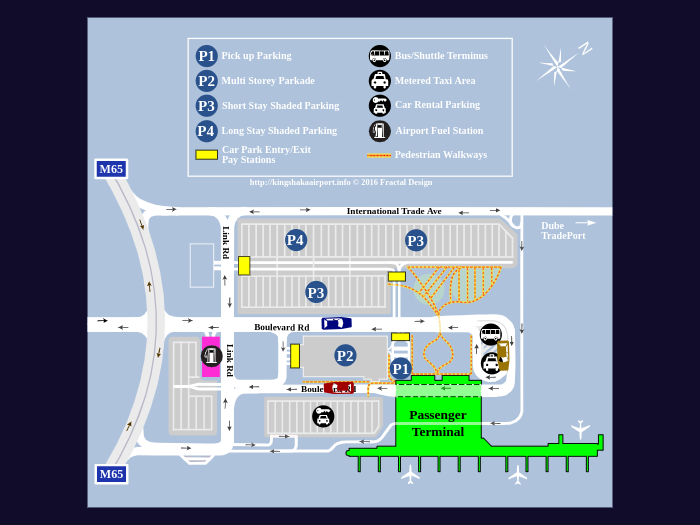 P1 Pick up Parking
P2 Multi Storey Parkade
P3 Short Stay Shaded Parking
P4 Long Stay Shaded Parking
Car Park Entry/Exit
Pay Stations
Bus/Shuttle Terminus
Metered Taxi Area
Car Rental Parking
Airport Fuel Station
Pedestrian Walkways
N
http://kingshakaairport.info © 2016 Fractal Design
M65
International Trade Ave
Dube
TradePort
Link Rd
P4
P3
P3
Boulevard Rd
P2
P1
Link Rd
Boulevard Rd
Passenger
Terminal
M65